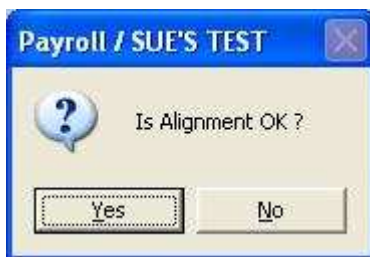 Payroll / SUE'S TEST
?
Is Alignment OK ?
Yes
No